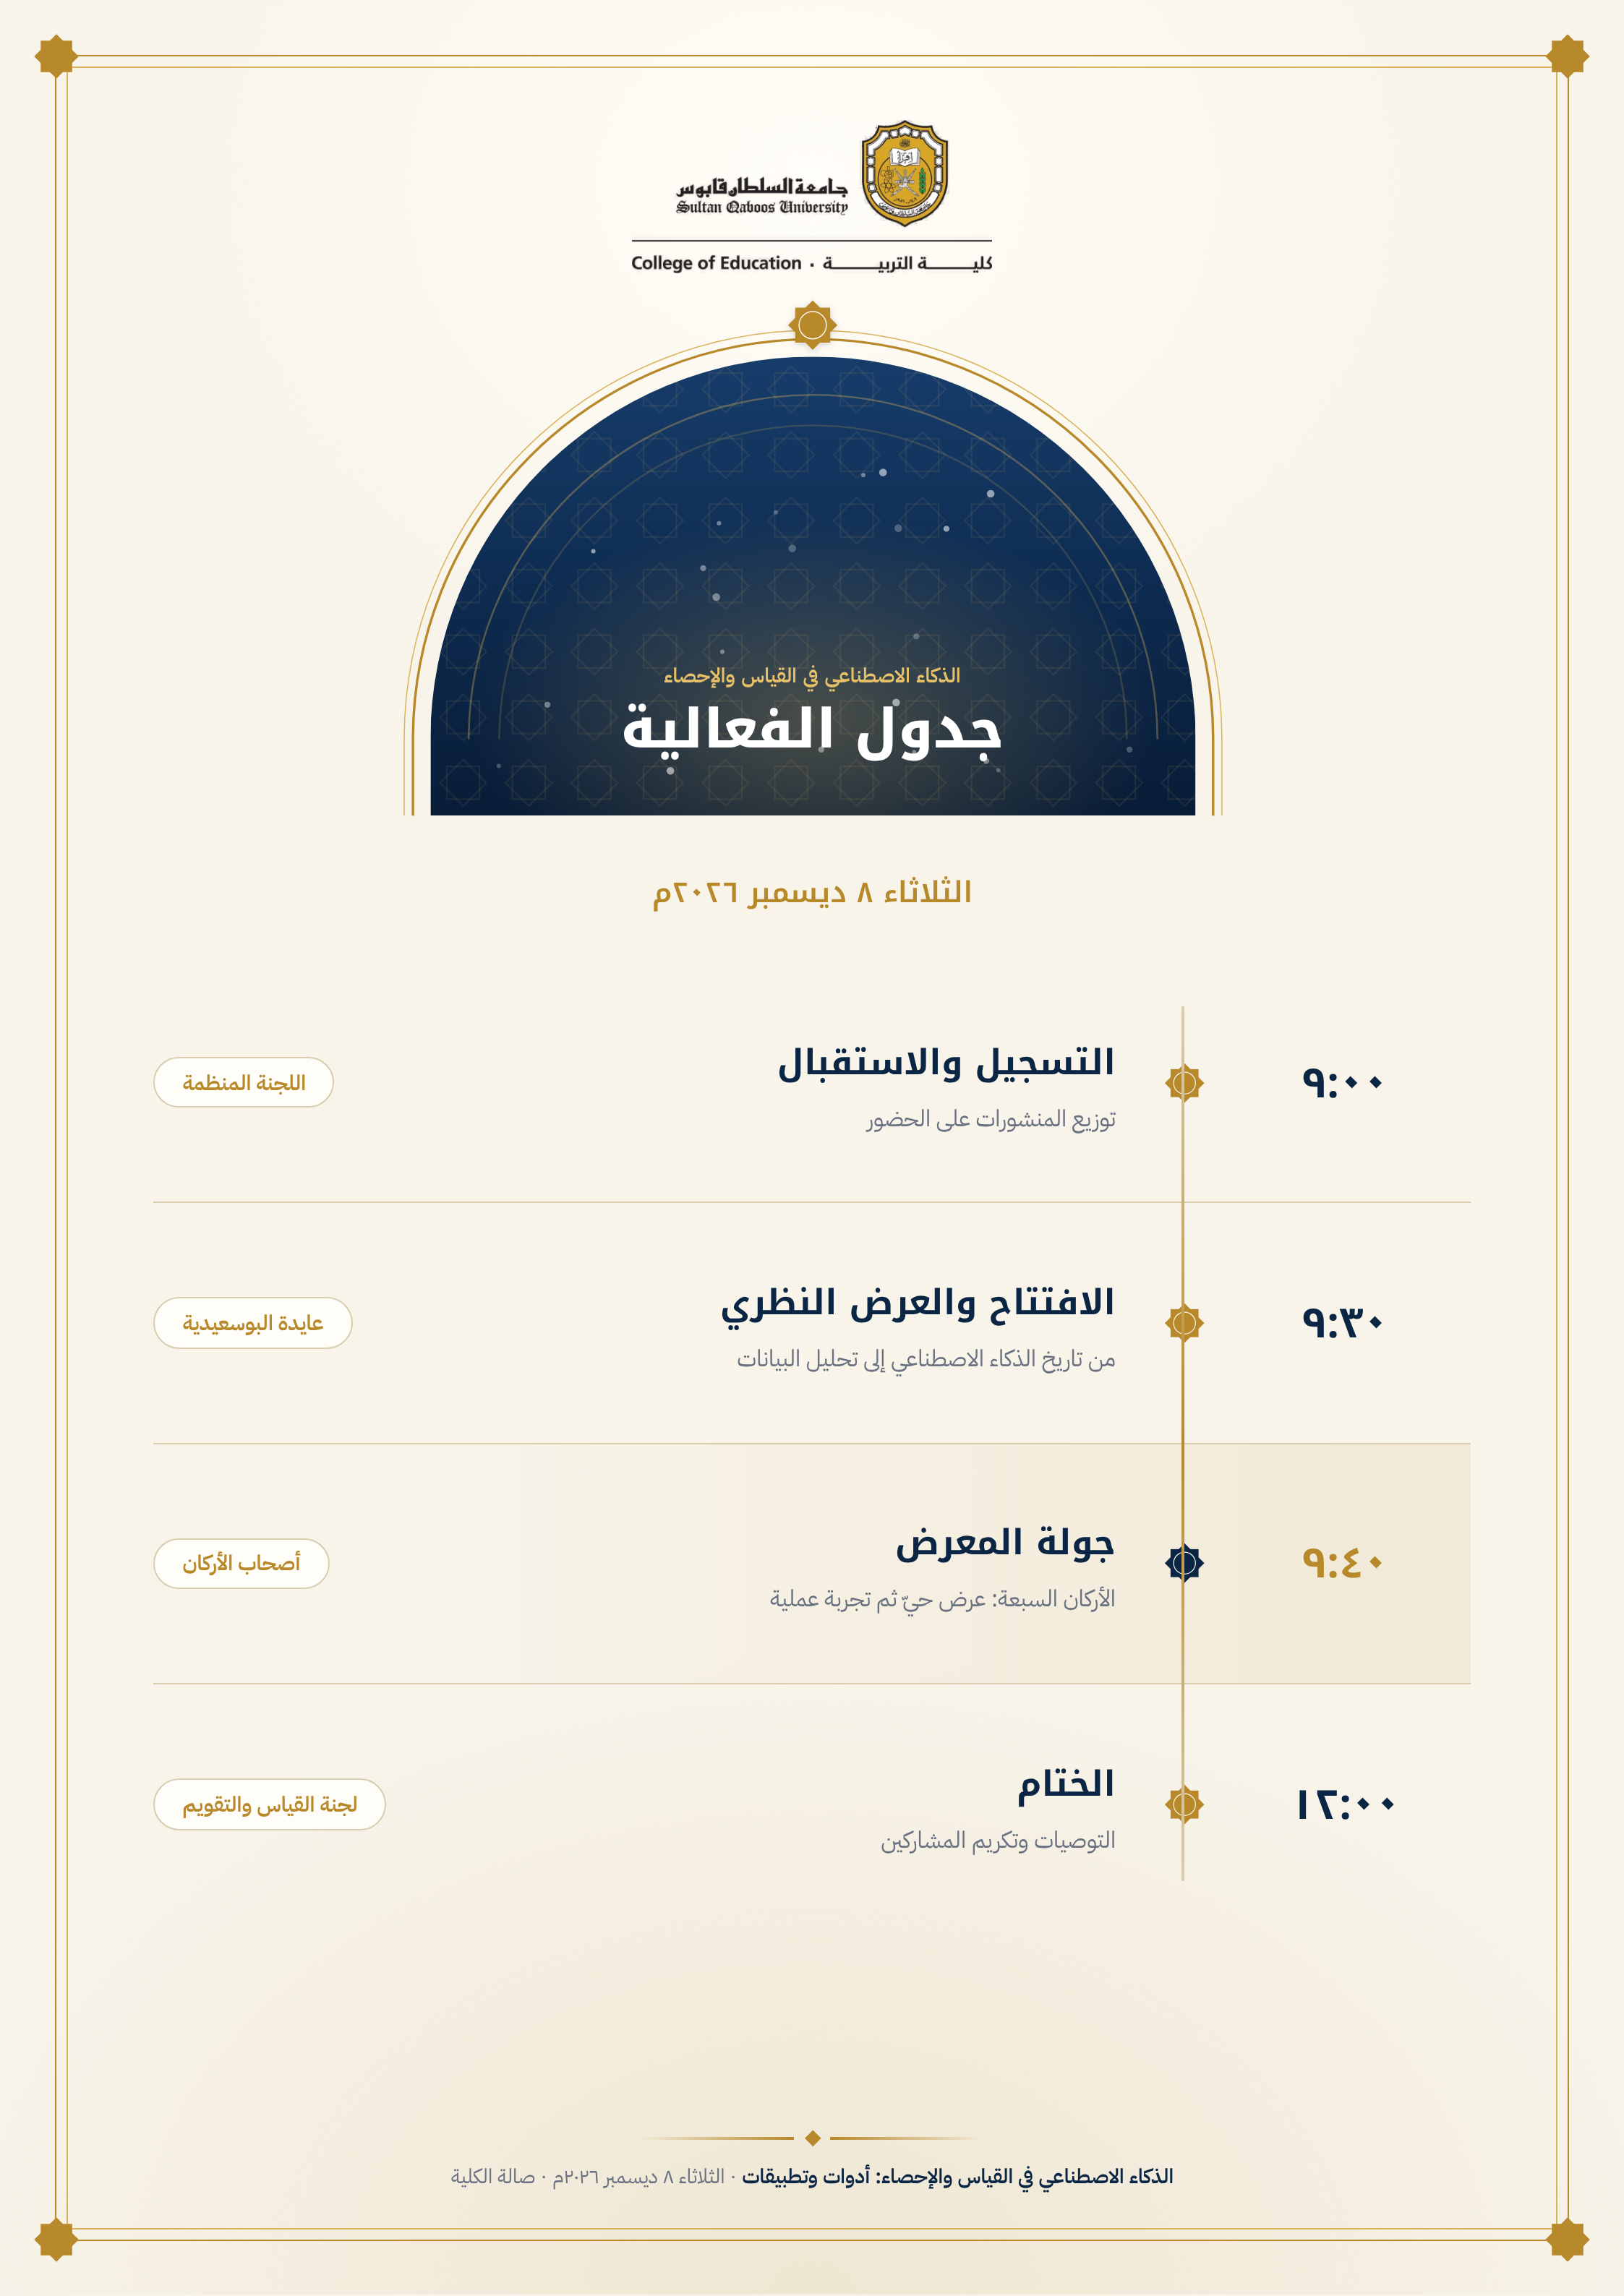 جامعة السلطان قابوس
Sultan Qaboos University
كليـــــة التربيـــــة · College of Education
الذكاء الاصطناعي في القياس والإحصاء
جدول الفعالية
الثلاثاء ٨ ديسمبر ٢٠٢٦م
٩:٠٠
التسجيل والاستقبال
توزيع المنشورات على الحضور
اللجنة المنظمة
٩:٣٠
الافتتاح والعرض النظري
من تاريخ الذكاء الاصطناعي إلى تحليل البيانات
عايدة البوسعيدية
٩:٤٠
جولة المعرض
الأركان السبعة: عرض حيّ ثم تجربة عملية
أصحاب الأركان
١٢:٠٠
الختام
التوصيات وتكريم المشاركين
لجنة القياس والتقويم
الذكاء الاصطناعي في القياس والإحصاء: أدوات وتطبيقات · الثلاثاء ٨ ديسمبر ٢٠٢٦م · صالة الكلية